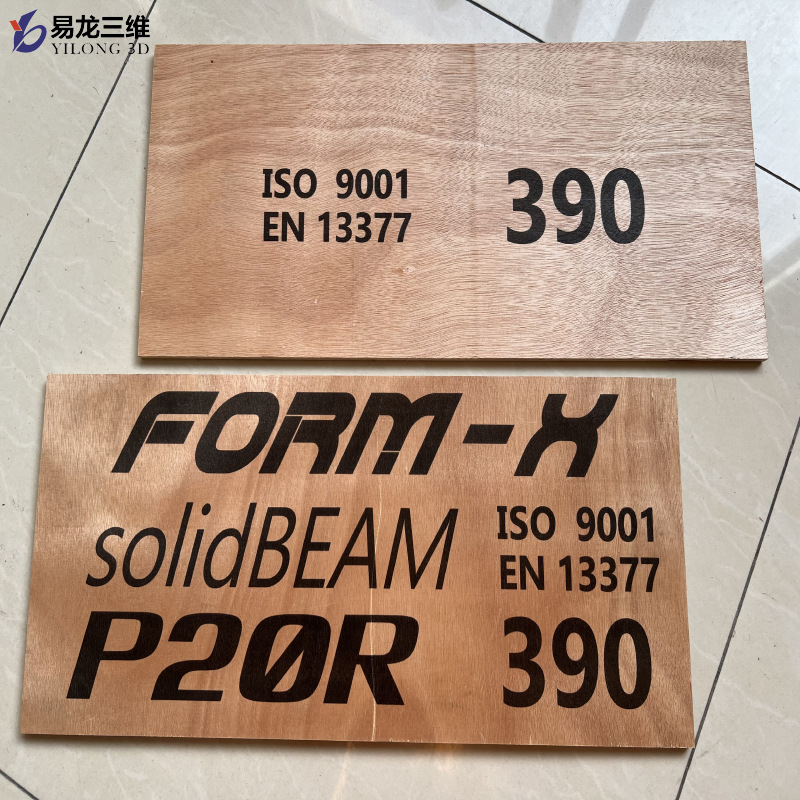 易龙三维
YILONG 3D
ISO 9001
EN 13377
390
FORM-X
solidBEAM
P20R
ISO 9001
EN 13377
390